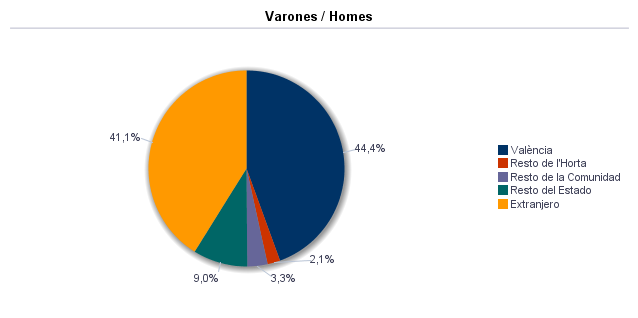 Varones / Homes
41,1%
44,4%
València
Resto de l'Horta
Resto de la Comunidad
Resto del Estado
Extranjero
2,1%
9,0%
3,3%